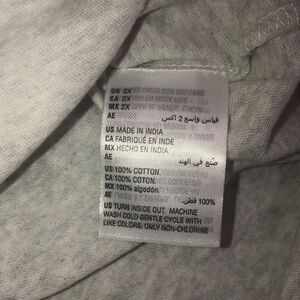 US 2X
CA 2X
MX 2X
AE قياس واسع 2 اكس
US MADE IN INDIA
CA FABRIQUÉ EN INDE
MX HECHO EN INDIA
AE صنع في الهند
US 100% COTTON.
CA 100% COTON.
MX 100% algodón.
AE 100% قطن.
US TURN INSIDE OUT. MACHINE
WASH COLD GENTLE CYCLE WITH
LIKE COLORS. ONLY NON-CHLORINE